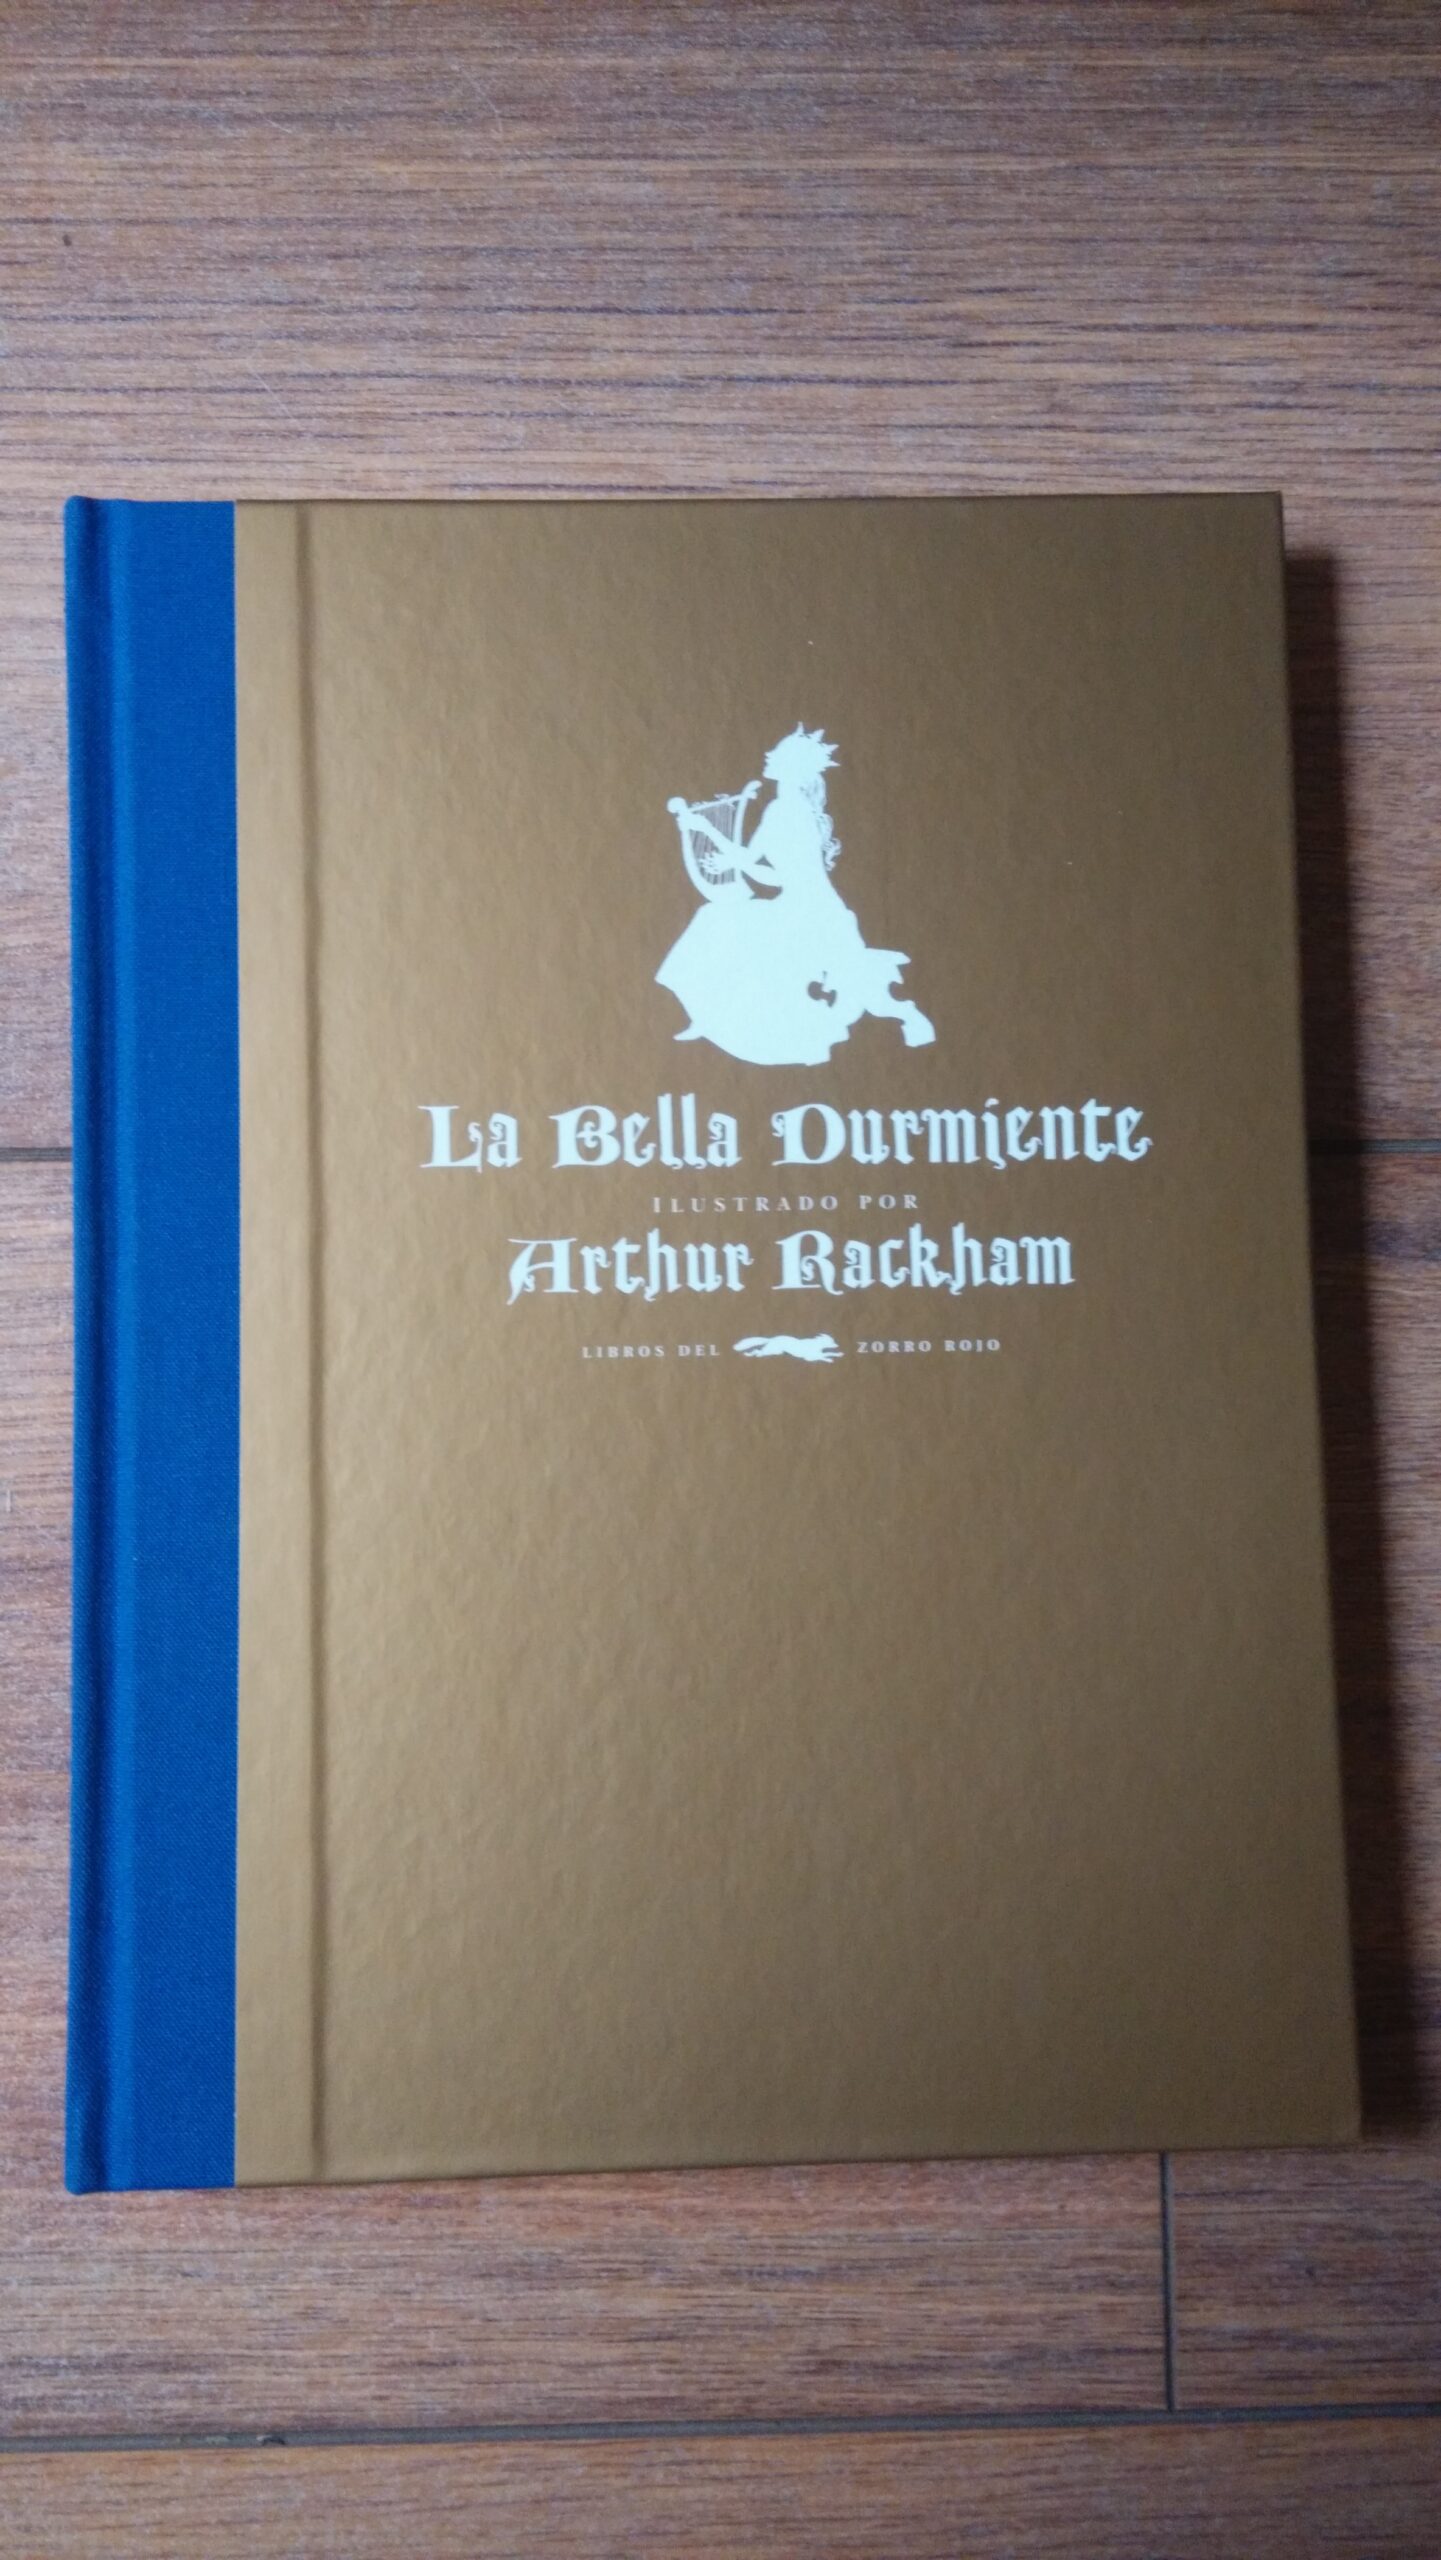 La Bella Durmiente
ILUSTRADO POR
Arthur Rackham
LIBROS DEL ZORRO ROJO